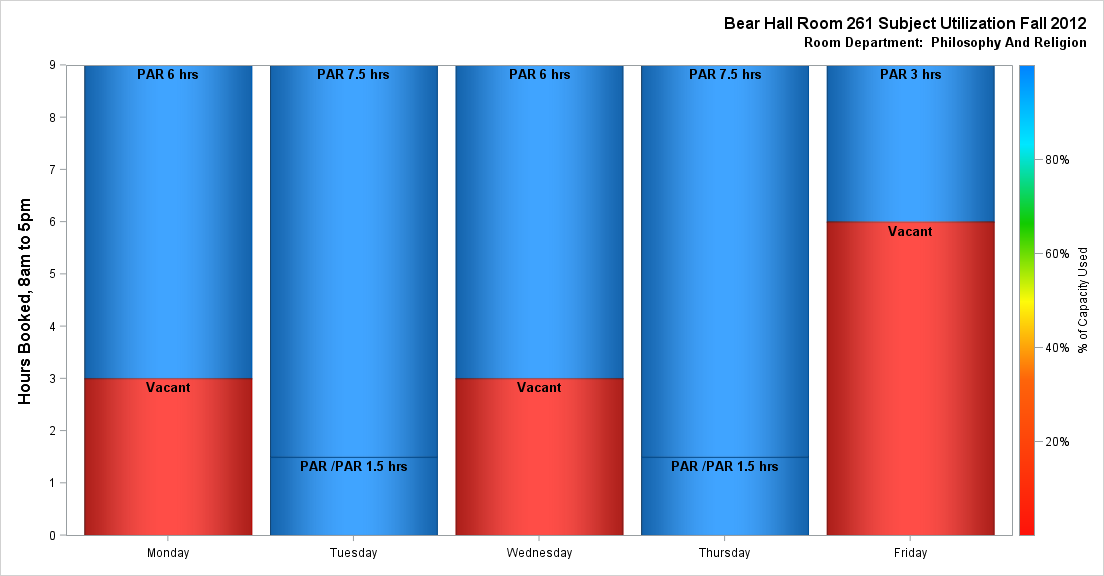 Bear Hall Room 261 Subject Utilization Fall 2012
Room Department:  Philosophy And Religion
Hours Booked, 8am to 5pm
9
8
7
6
5
4
3
2
1
0
PAR 6 hrs
Vacant
PAR 7.5 hrs
PAR /PAR 1.5 hrs
PAR 6 hrs
Vacant
PAR 7.5 hrs
PAR /PAR 1.5 hrs
PAR 3 hrs
Vacant
Monday
Tuesday
Wednesday
Thursday
Friday
80%
60%
40%
20%
% of Capacity Used